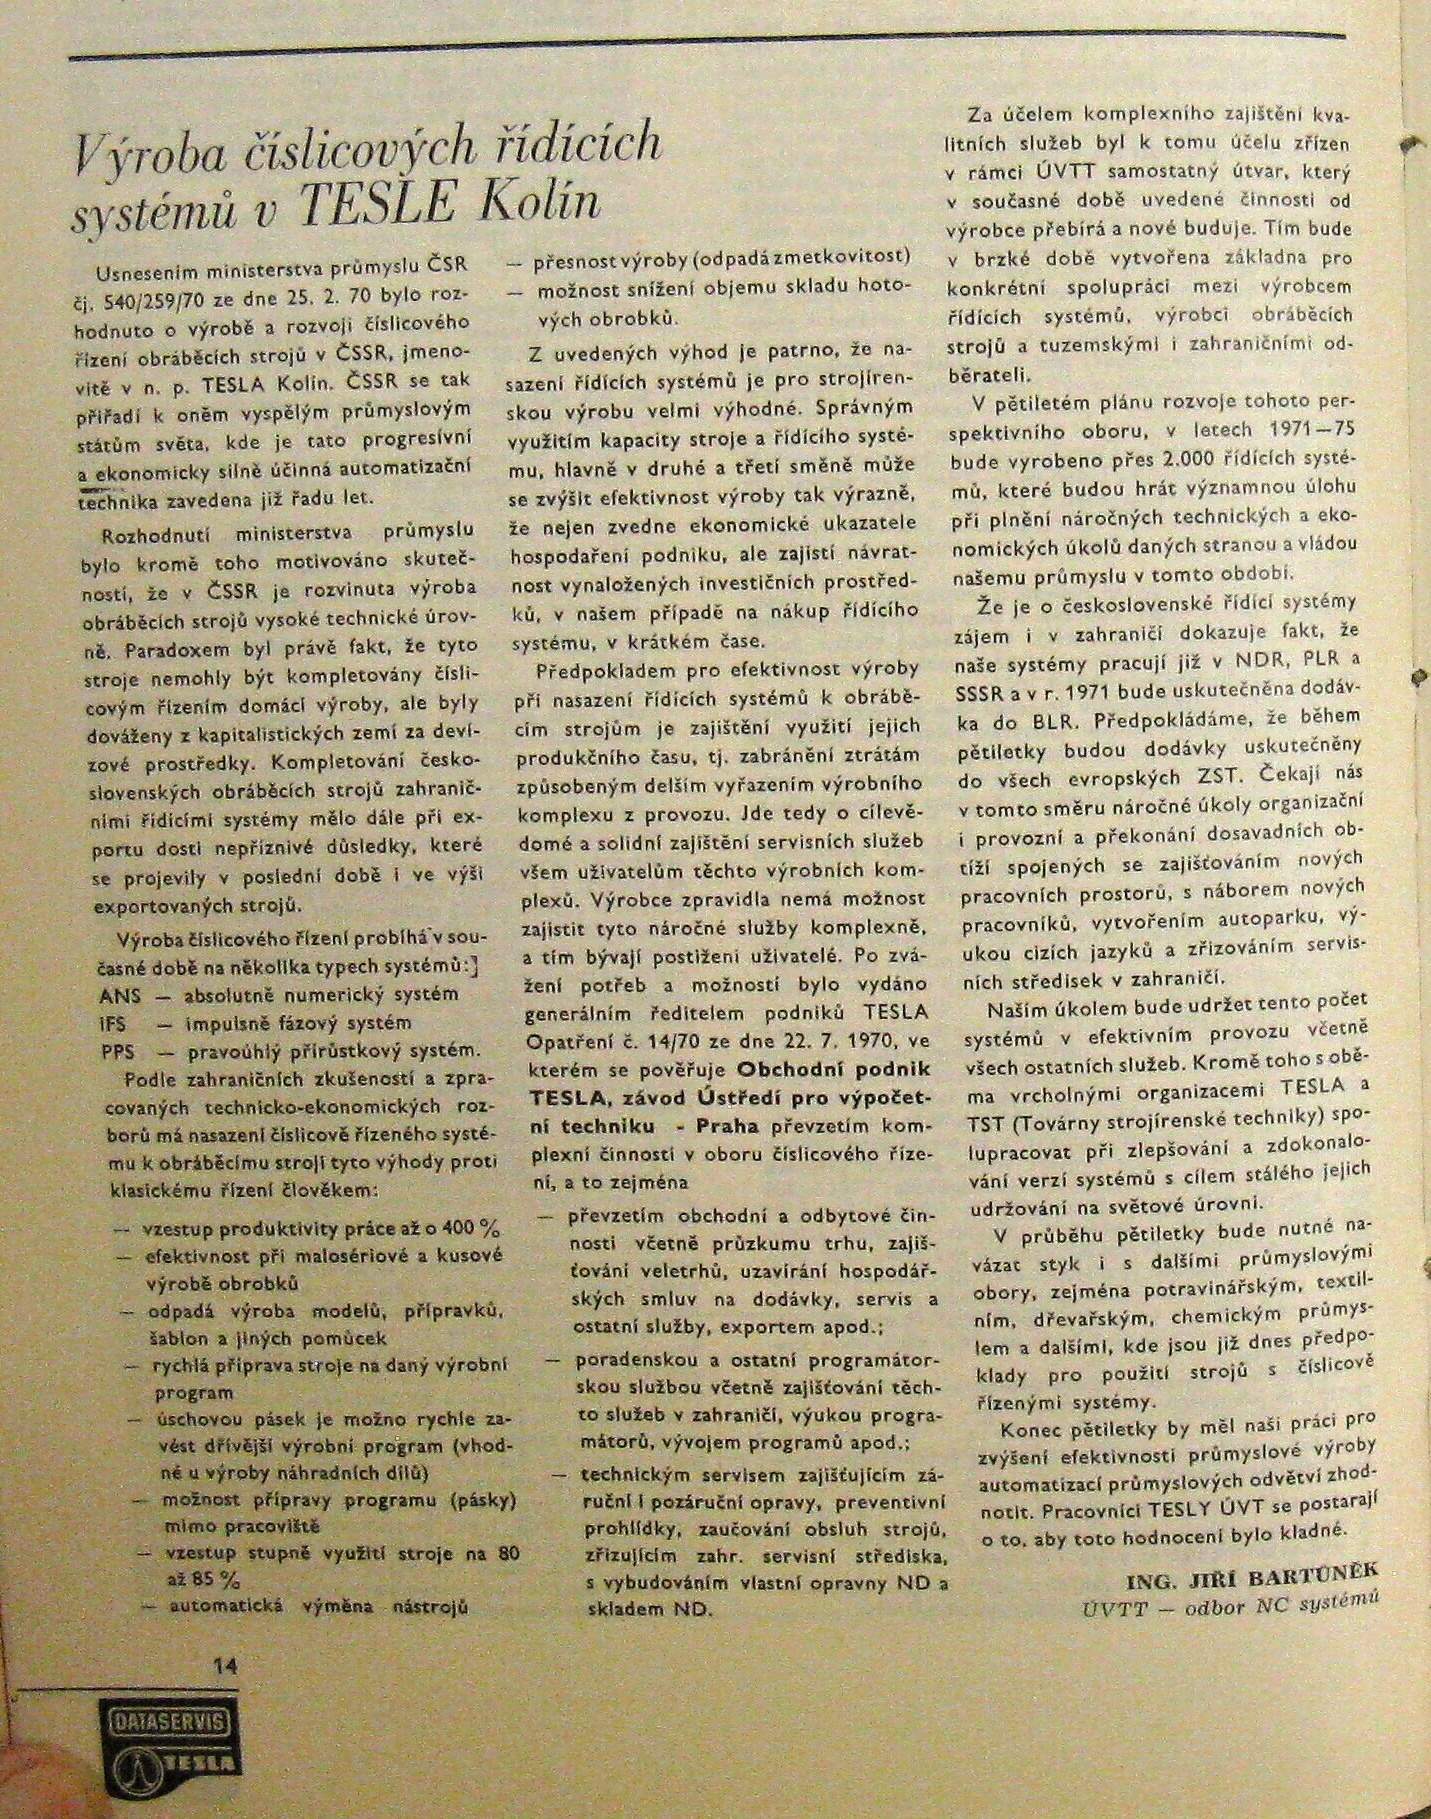 Výroba číslicových řídících
systémů v TESLE Kolín
Usnesením ministerstva průmyslu ČSR
čj. 540/259/70 ze dne 25. 2. 70 bylo roz-
hodnuto o výrobě a rozvoji číslicového
řízení obráběcích strojů v ČSSR, jmeno-
vitě v n. p. TESLA Kolín. ČSSR se tak
přiřadí k oněm vyspělým průmyslovým
státům světa, kde je tato progresívní
a ekonomicky silně účinná automatizační
technika zavedena již řadu let.
Rozhodnutí ministerstva průmyslu
bylo kromě toho motivováno skuteč-
ností, že v ČSSR je rozvinuta výroba
obráběcích strojů vysoké technické úrov-
ně. Paradoxem byl právě fakt, že tyto
stroje nemohly být kompletovány čísli-
covým řízením domácí výroby, ale byly
dováženy z kapitalistických zemí za devi-
zové prostředky. Kompletování česko-
slovenských obráběcích strojů zahranič-
ními řídicími systémy mělo dále při ex-
portu dosti nepříznivé důsledky, které
se projevily v poslední době i ve výši
exportovaných strojů.
Výroba číslicového řízení probíhá v sou-
časné době na několika typech systémů:]
ANS — absolutně numerický systém
IFS — impulsně fázový systém
PPS — pravoúhlý přírůstkový systém.
Podle zahraničních zkušeností a zpra-
covaných technicko-ekonomických roz-
borů má nasazení číslicově řízeného systé-
mu k obráběcímu stroji tyto výhody proti
klasickému řízení člověkem:
— vzestup produktivity práce až o 400 %
— efektivnost při malosériové a kusové
výrobě obrobků
— odpadá výroba modelů, přípravků,
šablon a jiných pomůcek
— rychlá příprava stroje na daný výrobní
program
— úschovou pásek je možno rychle za-
vést dřívější výrobní program (vhod-
né u výroby náhradních dílů)
— možnost přípravy programu (pásky)
mimo pracoviště
— vzestup stupně využití stroje na 80
až 85 %
— automatická výměna nástrojů
— přesnost výroby (odpadá zmetkovitost)
— možnost snížení objemu skladu hoto-
vých obrobků.
Z uvedených výhod je patrno, že na-
sazení řídících systémů je pro strojíren-
skou výrobu velmi výhodné. Správným
využitím kapacity stroje a řídícího systé-
mu, hlavně v druhé a třetí směně může
se zvýšit efektivnost výroby tak výrazně,
že nejen zvedne ekonomické ukazatele
hospodaření podniku, ale zajistí návrat-
nost vynaložených investičních prostřed-
ků, v našem případě na nákup řídícího
systému, v krátkém čase.
Předpokladem pro efektivnost výroby
při nasazení řídících systémů k obrábě-
cím strojům je zajištění využití jejich
produkčního času, tj. zabránění ztrátám
způsobeným delším vyřazením výrobního
komplexu z provozu. Jde tedy o cílevě-
domé a solidní zajištění servisních služeb
všem uživatelům těchto výrobních kom-
plexů. Výrobce zpravidla nemá možnost
zajistit tyto náročné služby komplexně,
a tím bývají postiženi uživatelé. Po zvá-
žení potřeb a možností bylo vydáno
generálním ředitelem podniků TESLA
Opatření č. 14/70 ze dne 22. 7. 1970, ve
kterém se pověřuje Obchodní podnik
TESLA, závod Ústředí pro výpočet-
ní techniku - Praha převzetím kom-
plexní činnosti v oboru číslicového říze-
ní, a to zejména
— převzetím obchodní a odbytové čin-
nosti včetně průzkumu trhu, zajiš-
ťování veletrhů, uzavírání hospodář-
ských smluv na dodávky, servis a
ostatní služby, exportem apod.;
— poradenskou a ostatní programátor-
skou službou včetně zajišťování těch-
to služeb v zahraničí, výukou progra-
mátorů, vývojem programů apod.;
— technickým servisem zajišťujícím zá-
ruční i pozáruční opravy, preventivní
prohlídky, zaučování obsluh strojů,
zřizujícím zahr. servisní střediska,
s vybudováním vlastní opravny ND a
skladem ND.
Za účelem komplexního zajištění kva-
litních služeb byl k tomu účelu zřízen
v rámci ÚVTT samostatný útvar, který
v současné době uvedené činnosti od
výrobce přebírá a nové buduje. Tím bude
v brzké době vytvořena základna pro
konkrétní spolupráci mezi výrobcem
řídících systémů, výrobci obráběcích
strojů a tuzemskými i zahraničními od-
běrateli.
V pětiletém plánu rozvoje tohoto per-
spektivního oboru, v letech 1971—75
bude vyrobeno přes 2.000 řídících systé-
mů, které budou hrát významnou úlohu
při plnění náročných technických a eko-
nomických úkolů daných stranou a vládou
našemu průmyslu v tomto období.
Že je o československé řídící systémy
zájem i v zahraničí dokazuje fakt, že
naše systémy pracují již v NDR, PLR a
SSSR a v r. 1971 bude uskutečněna dodáv-
ka do BLR. Předpokládáme, že během
pětiletky budou dodávky uskutečněny
do všech evropských ZST. Čekají nás
v tomto směru náročné úkoly organizační
i provozní a překonání dosavadních ob-
tíží spojených se zajišťováním nových
pracovních prostorů, s náborem nových
pracovníků, vytvořením autoparku, vý-
ukou cizích jazyků a zřizováním servis-
ních středisek v zahraničí.
Naším úkolem bude udržet tento počet
systémů v efektivním provozu včetně
všech ostatních služeb. Kromě toho s obě-
ma vrcholnými organizacemi TESLA a
TST (Továrny strojírenské techniky) spo-
lupracovat při zlepšování a zdokonalo-
vání verzí systémů s cílem stálého jejich
udržování na světové úrovni.
V průběhu pětiletky bude nutné na-
vázat styk i s dalšími průmyslovými
obory, zejména potravinářským, textil-
ním, dřevařským, chemickým průmys-
lem a dalšími, kde jsou již dnes předpo-
klady pro použití strojů s číslicově
řízenými systémy.
Konec pětiletky by měl naši práci pro
zvýšení efektivnosti průmyslové výroby
automatizací průmyslových odvětví zhod-
notit. Pracovníci TESLY ÚVT se postarají
o to, aby toto hodnocení bylo kladné.
ING. JIŘÍ BARTŮNĚK
ÚVTT — odbor NC systémů
14
DATASERVIS
TESLA